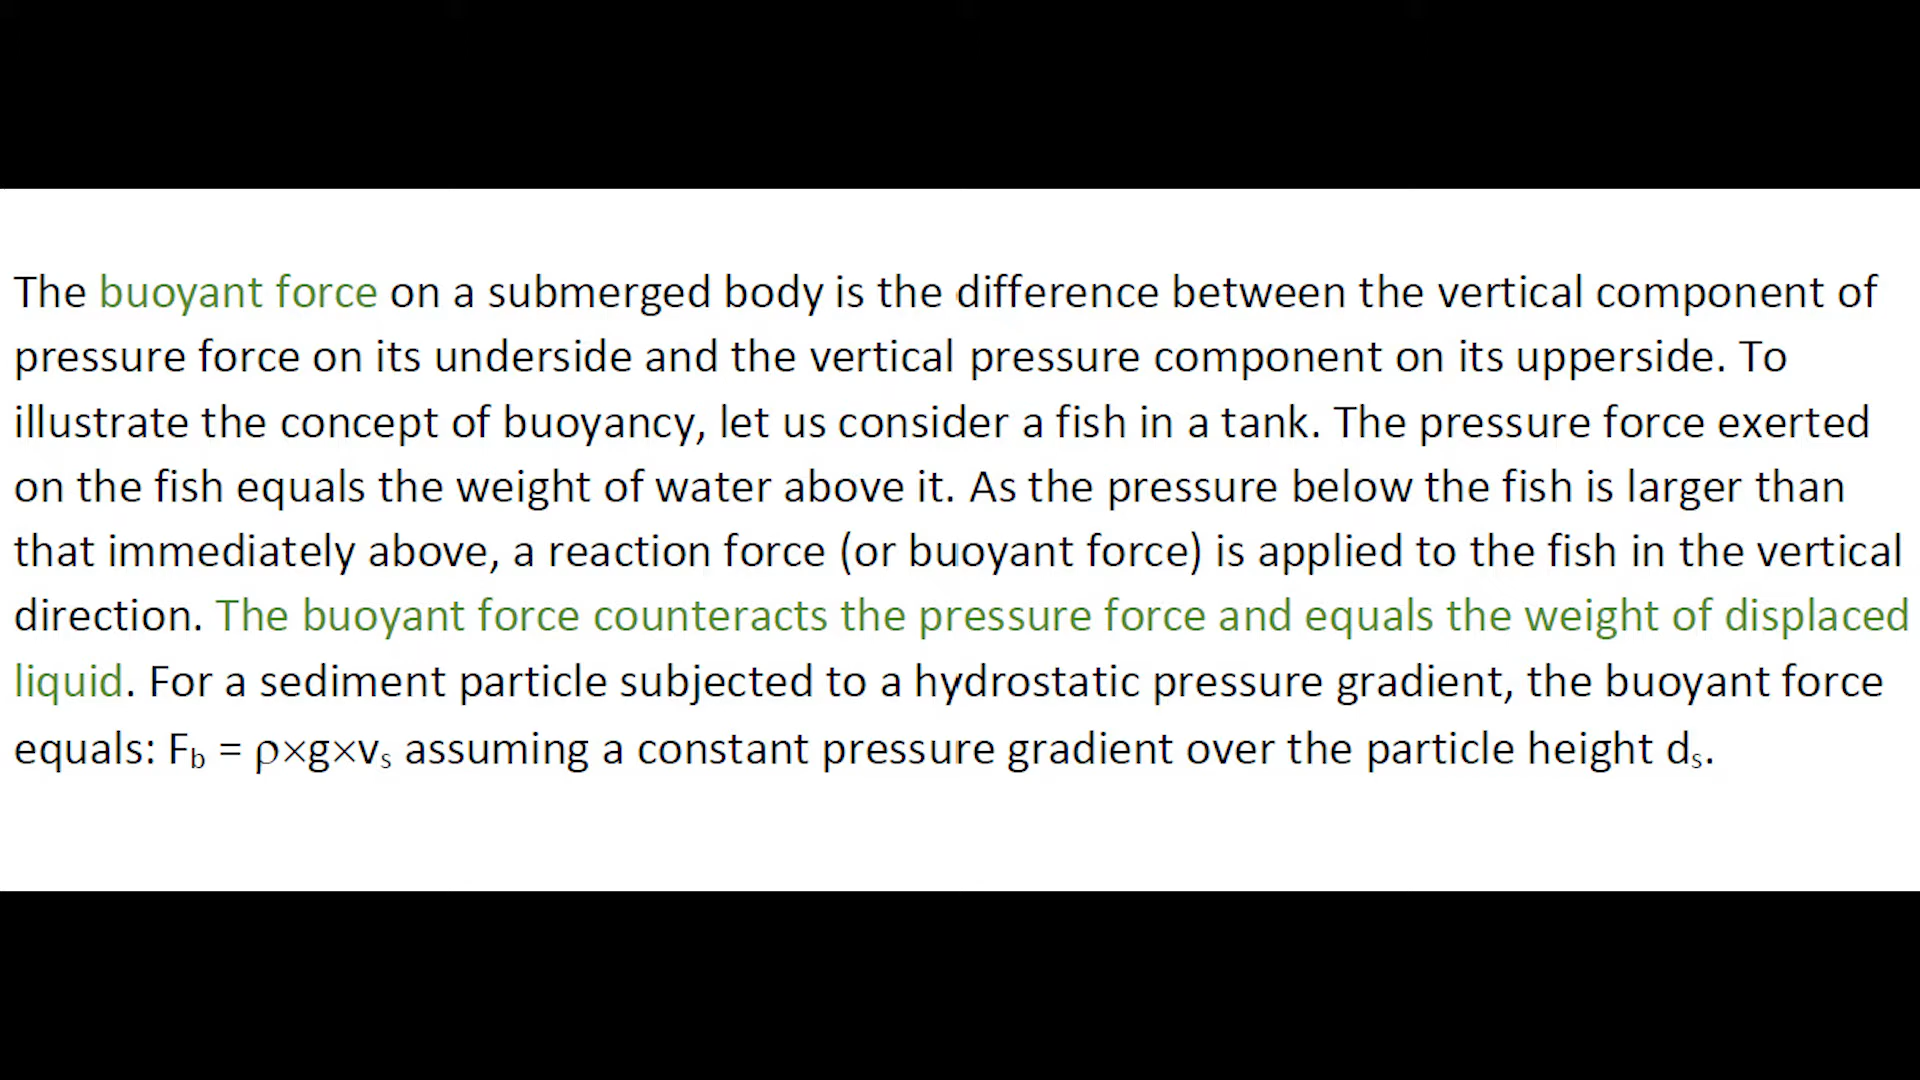 The buoyant force on a submerged body is the difference between the vertical component of
pressure force on its underside and the vertical pressure component on its upperside. To
illustrate the concept of buoyancy, let us consider a fish in a tank. The pressure force exerted
on the fish equals the weight of water above it. As the pressure below the fish is larger than
that immediately above, a reaction force (or buoyant force) is applied to the fish in the vertical
direction. The buoyant force counteracts the pressure force and equals the weight of displaced
liquid. For a sediment particle subjected to a hydrostatic pressure gradient, the buoyant force
equals: F_b = ρ×g×v_s assuming a constant pressure gradient over the particle height d_s.